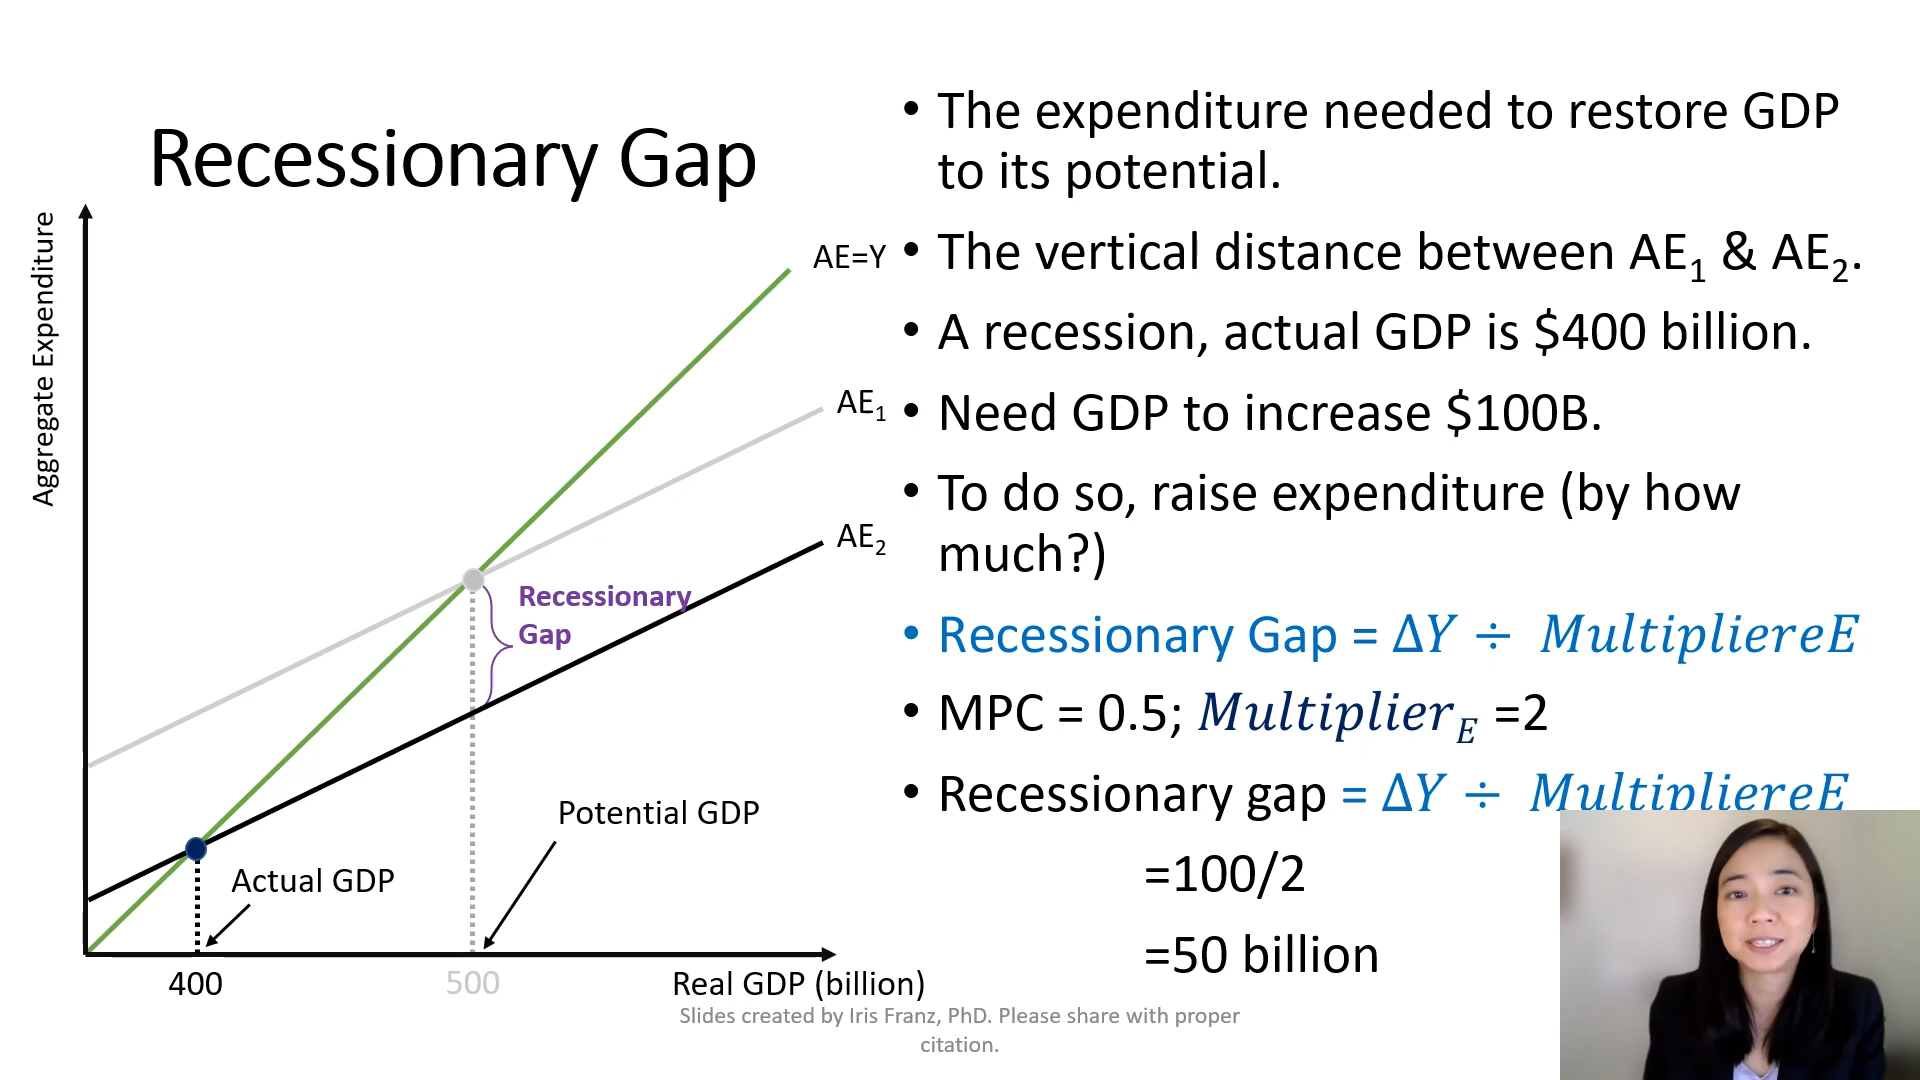 Recessionary Gap
Aggregate Expenditure
AE=Y
AE1
AE2
Recessionary
Gap
Potential GDP
Actual GDP
400
500
Real GDP (billion)
• The expenditure needed to restore GDP
to its potential.
• The vertical distance between AE1 & AE2.
• A recession, actual GDP is $400 billion.
• Need GDP to increase $100B.
• To do so, raise expenditure (by how
much?)
• Recessionary Gap = ΔY ÷ MultipliereE
• MPC = 0.5; MultiplierE =2
• Recessionary gap = ΔY ÷ MultipliereE
=100/2
=50 billion
Slides created by Iris Franz, PhD. Please share with proper
citation.